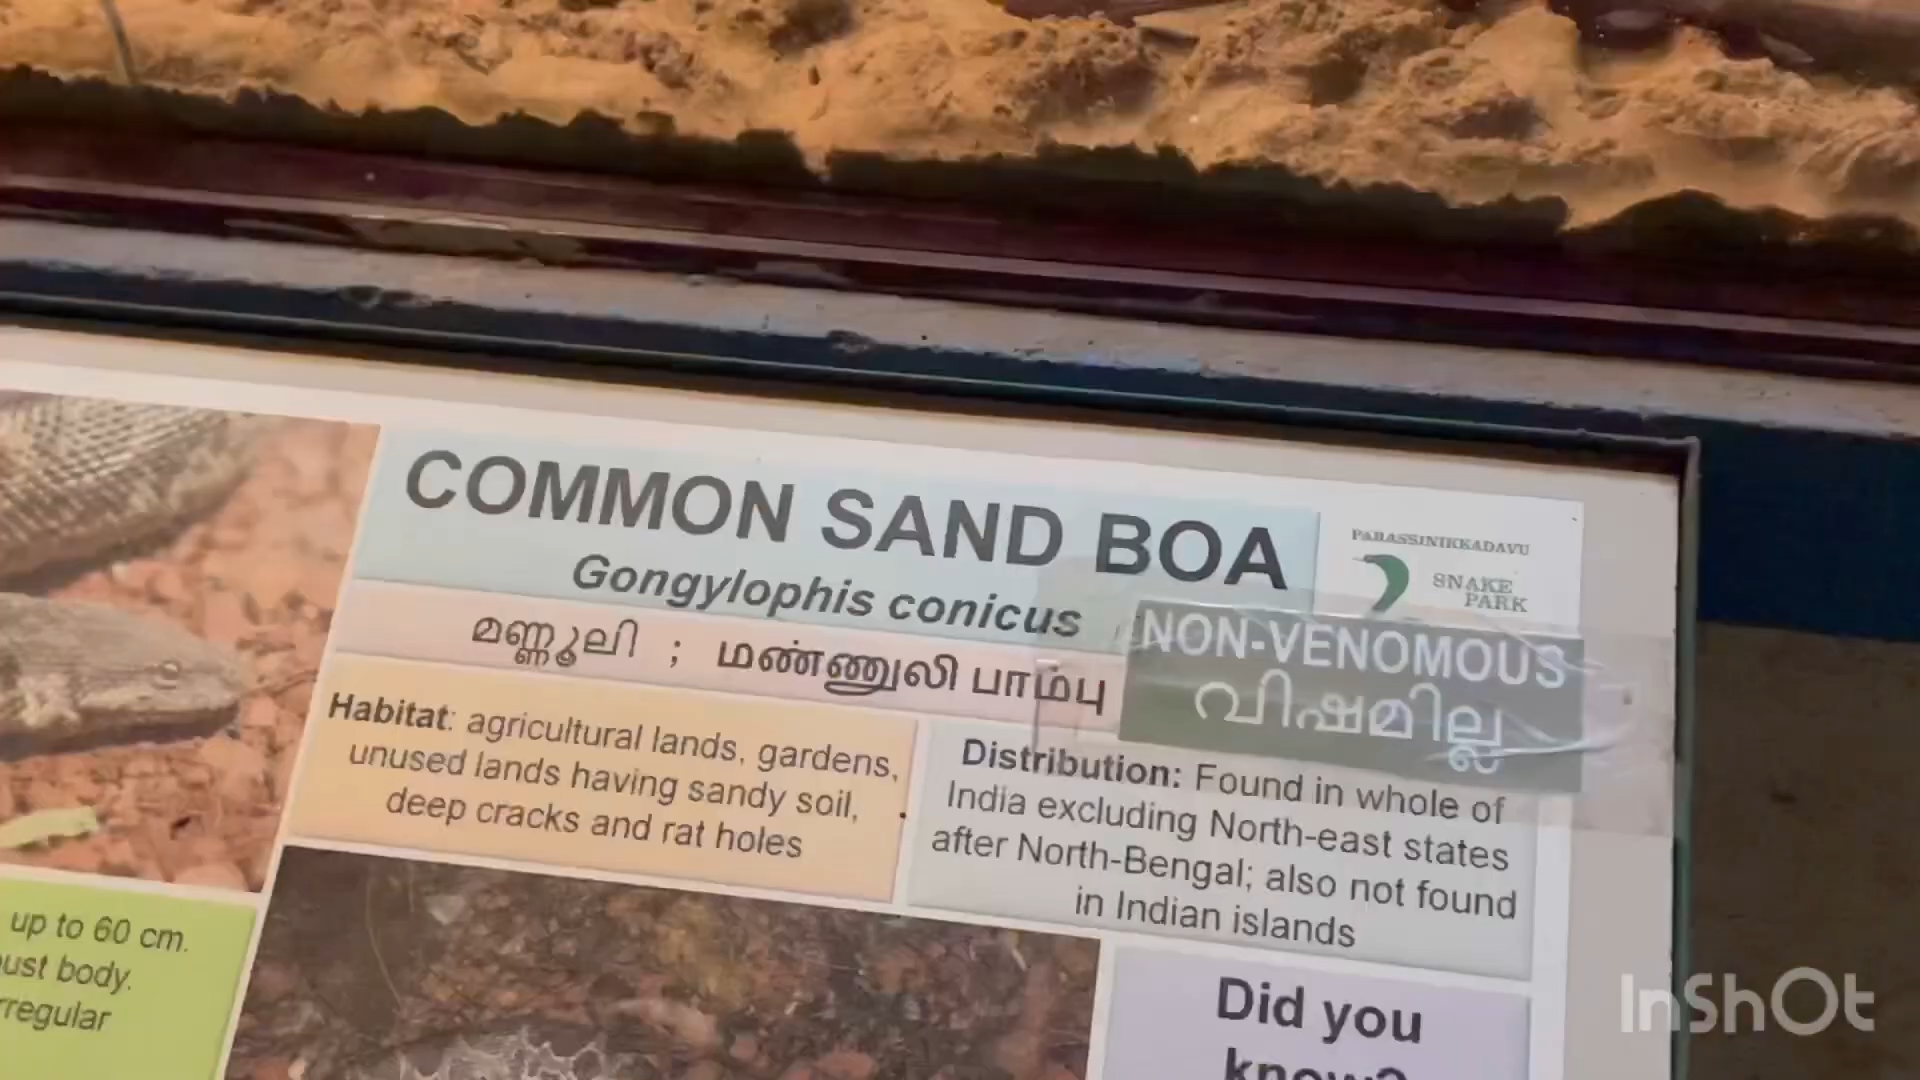 COMMON SAND BOA
Gongylophis conicus
മണ്ണൂലി ; மண்ணுலி பாம்பு
PARASSINIKKADAVU
SNAKE
PARK
NON-VENOMOUS
വിഷമില്ല
Habitat: agricultural lands, gardens,
unused lands having sandy soil,
deep cracks and rat holes
Distribution: Found in whole of
India excluding North-east states
after North-Bengal; also not found
in Indian islands
up to 60 cm.
body.
Did you
know?
InShOt